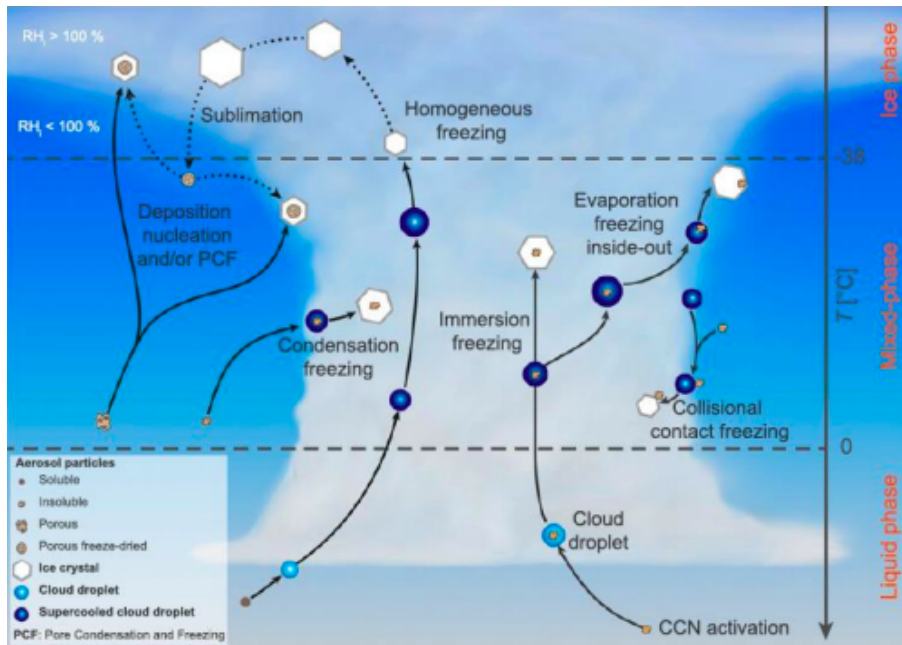 RHi > 100 %
RHi < 100 %
Sublimation
Homogeneous
freezing
Deposition
nucleation
and/or PCF
Condensation
freezing
Immersion
freezing
Evaporation
freezing
inside-out
Collisional
contact freezing
Cloud
droplet
CCN activation
-38
T [°C]
0
Ice phase
Mixed-phase
Liquid phase
Aerosol particles
Soluble
Insoluble
Porous
Porous freeze-dried
Ice crystal
Cloud droplet
Supercooled cloud droplet
PCF: Pore Condensation and Freezing